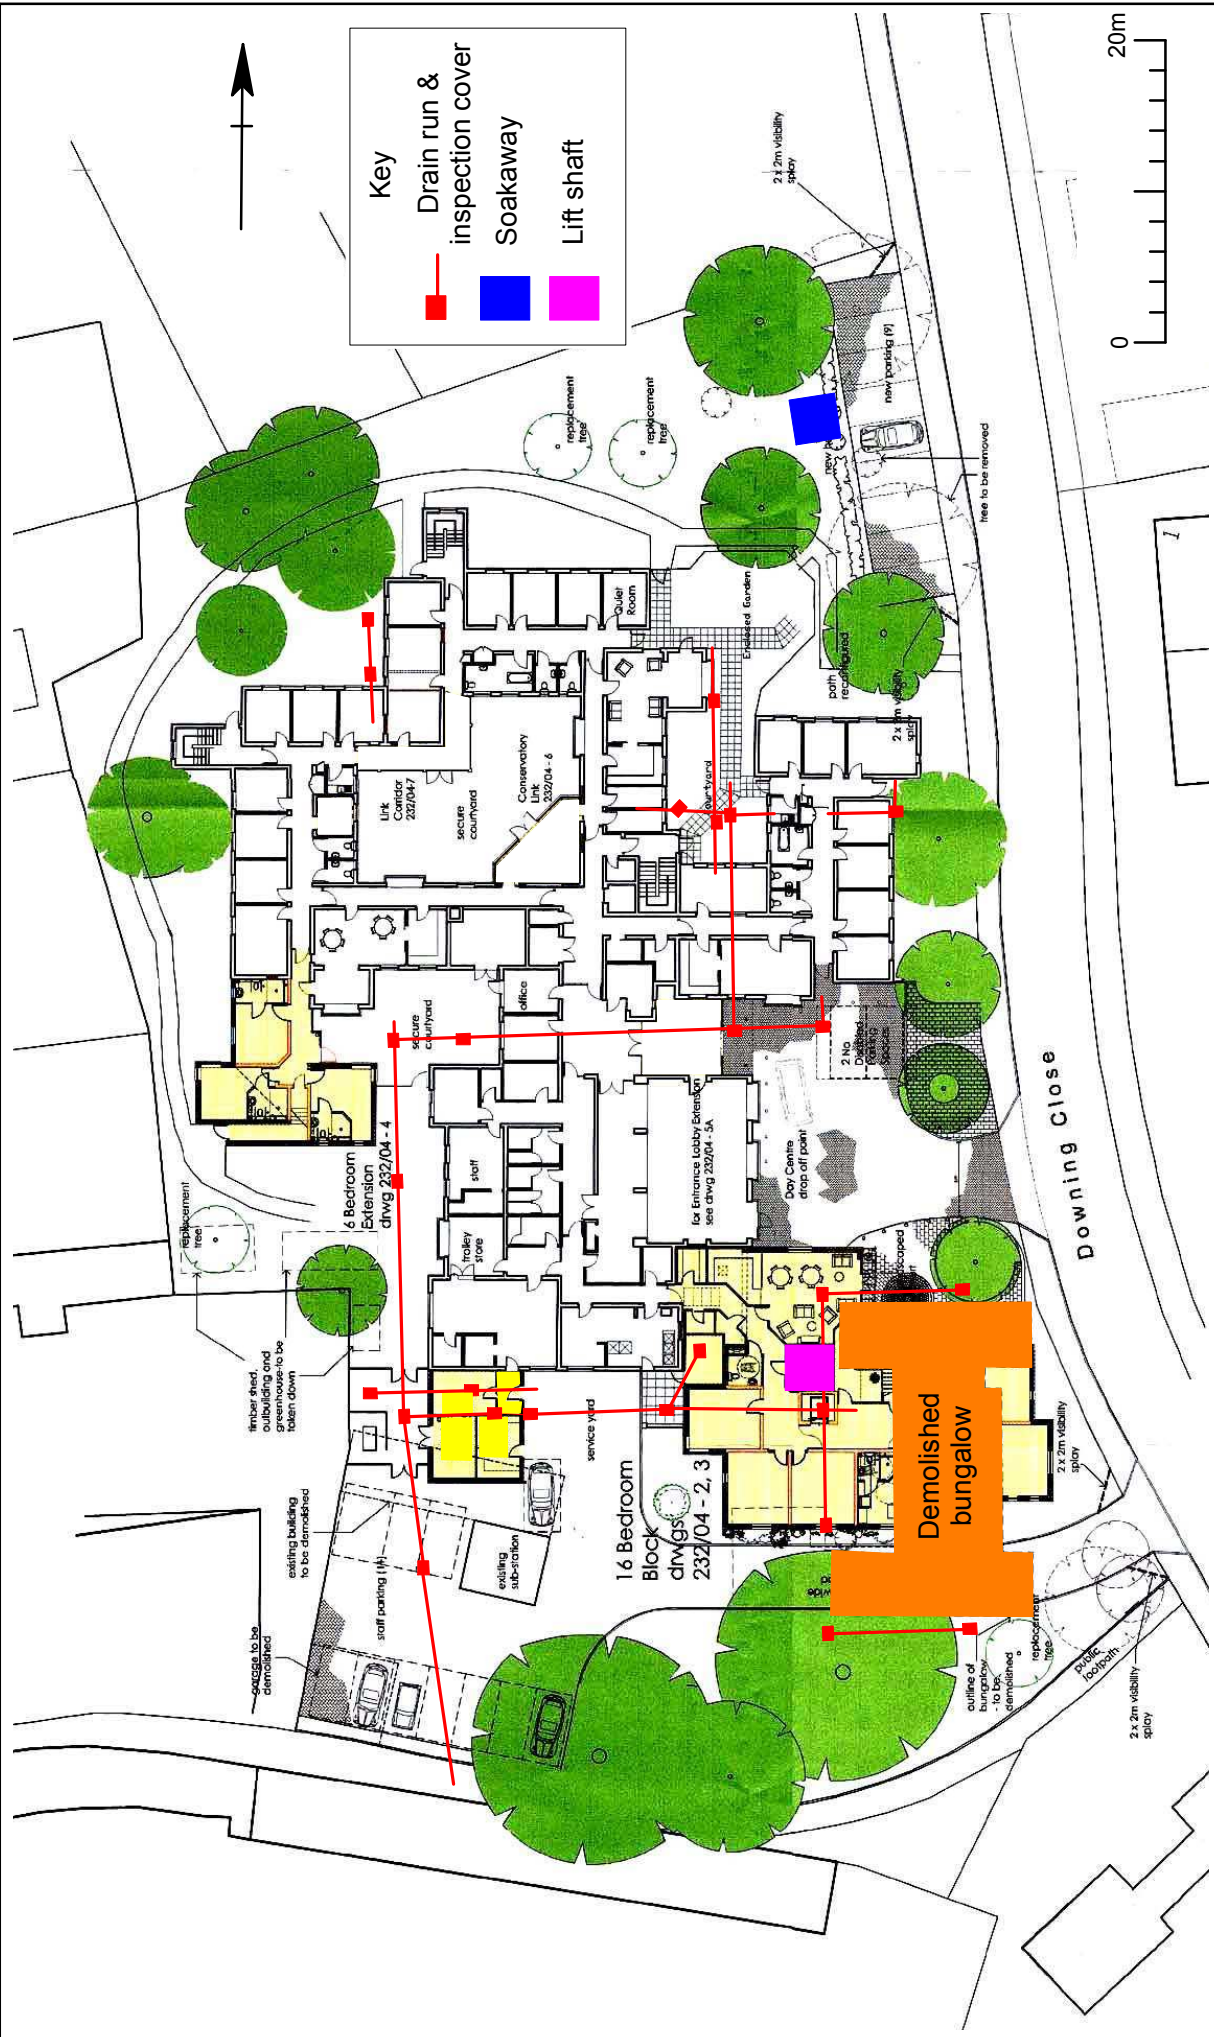 Key
Drain run &
inspection cover
Soakaway
Lift shaft
0
20m
2 x 2m visibility
splay
new parking (9)
tree to be removed
replacement
tree
replacement
tree
Quiet
Room
Enclosed Garden
path
reconfigured
2 x 2m visibility
splay
1
Link
Corridor
232/04-7
secure
courtyard
Conservatory
Link
232/04 - 6
courtyard
office
secure
courtyard
2 No
Disabled
Parking
spaces
Day Centre
drop off point
for Entrance Lobby Extension
see drwg 232/04 - 5A
Downing Close
6 Bedroom
Extension
drwg 232/04 - 4
staff
trolley
store
replacement
tree
timber shed,
outbuilding and
greenhouse-to be
taken down
service yard
16 Bedroom
Block
drwgs
232/04 - 2, 3
Demolished
bungalow
2 x 2m visibility
splay
existing building
to be demolished
existing
sub-station
staff parking
garage to be
demolished
wide
outline of
bungalow
- to be
demolished
replacement
tree
public
footpath
2 x 2m visibility
splay